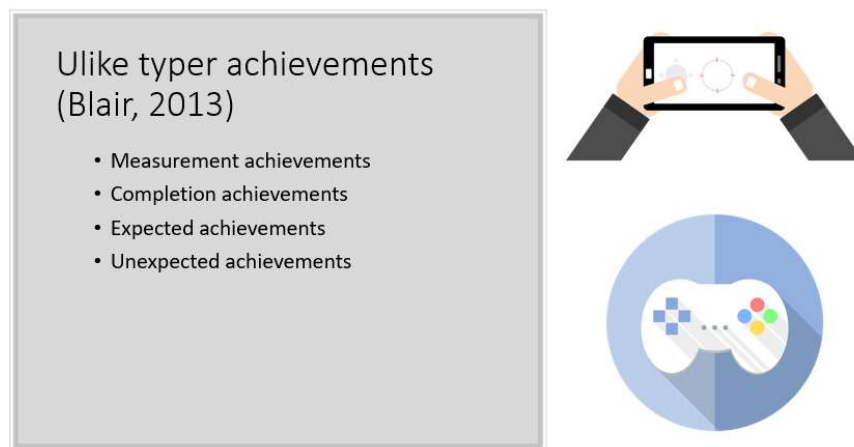 Ulike typer achievements
(Blair, 2013)
• Measurement achievements
• Completion achievements
• Expected achievements
• Unexpected achievements